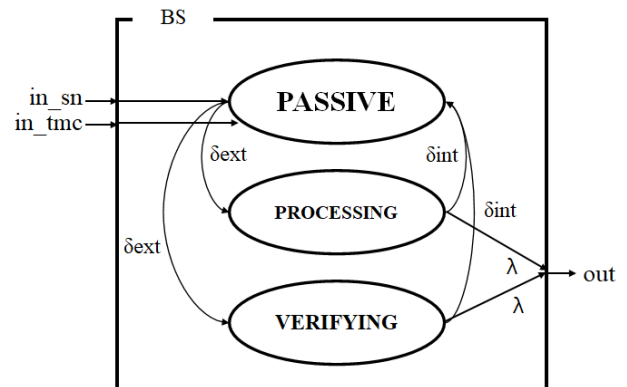 BS
in_sn
in_tmc
PASSIVE
δext
δint
PROCESSING
δint
δext
λ
out
λ
VERIFYING